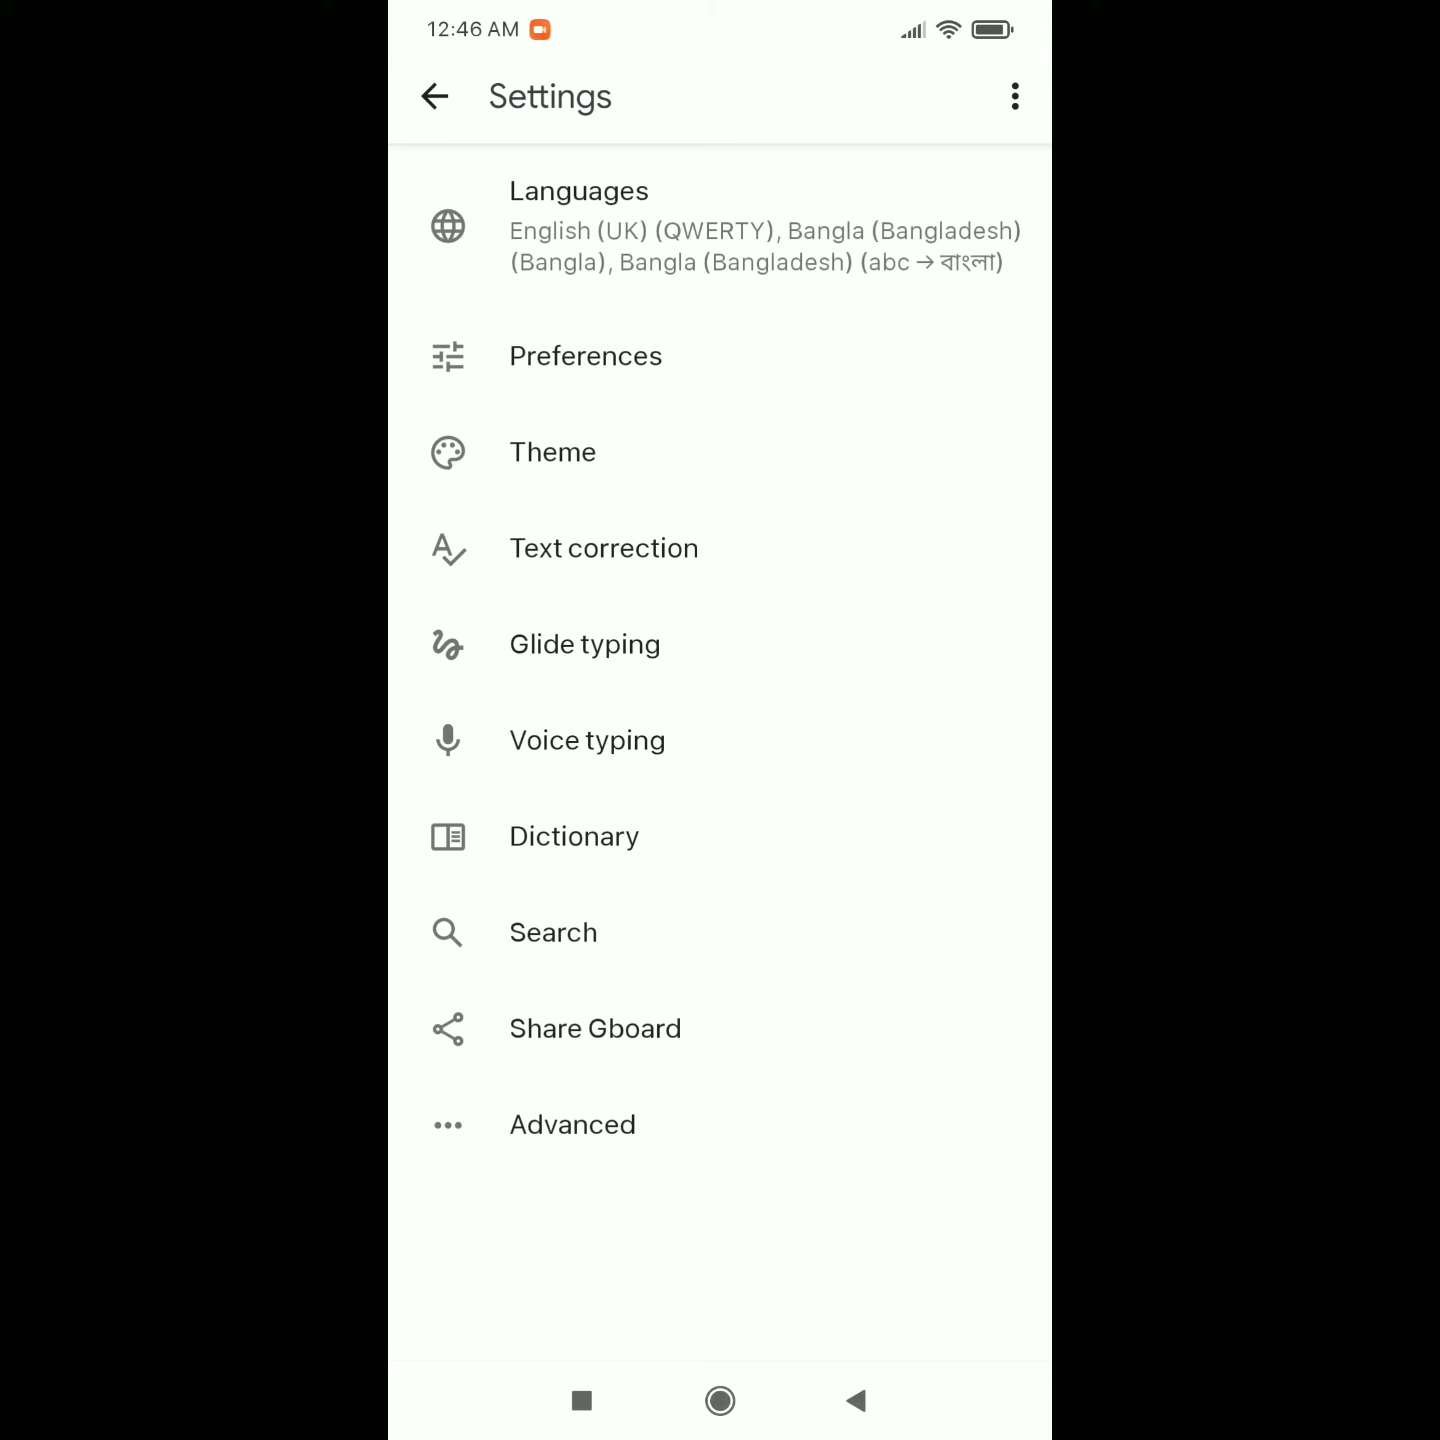 12:46 AM
Settings
Languages
English (UK) (QWERTY), Bangla (Bangladesh)
(Bangla), Bangla (Bangladesh) (abc → বাংলা)
Preferences
Theme
Text correction
Glide typing
Voice typing
Dictionary
Search
Share Gboard
Advanced